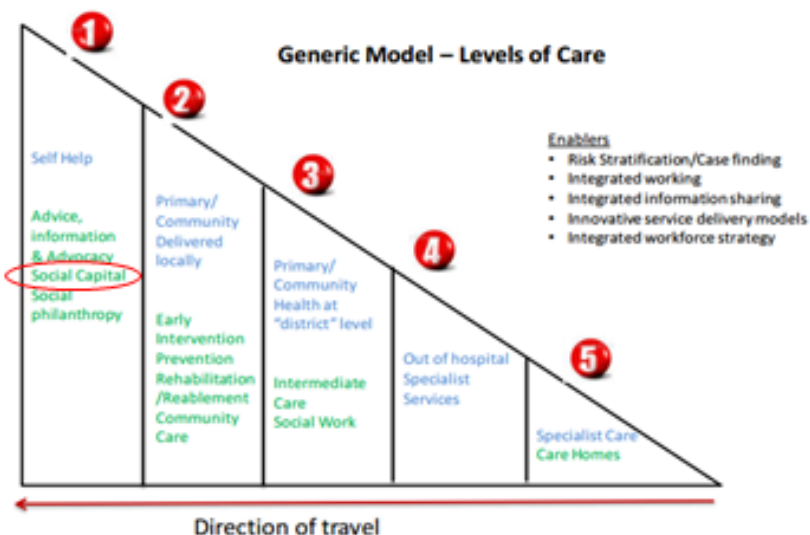 Generic Model – Levels of Care
1
2
3
4
5
Enablers
▪ Risk Stratification/Case finding
▪ Integrated working
▪ Integrated information sharing
▪ Innovative service delivery models
▪ Integrated workforce strategy
Self Help
Advice,
information
& Advocacy
Social Capital
Social
philanthropy
Primary/
Community
Delivered
locally
Early
Intervention
Prevention
Rehabilitation
/Reablement
Community
Care
Primary/
Community
Health at
“district” level
Intermediate
Care
Social Work
Out of hospital
Specialist
Services
Specialist Care
Care Homes
Direction of travel